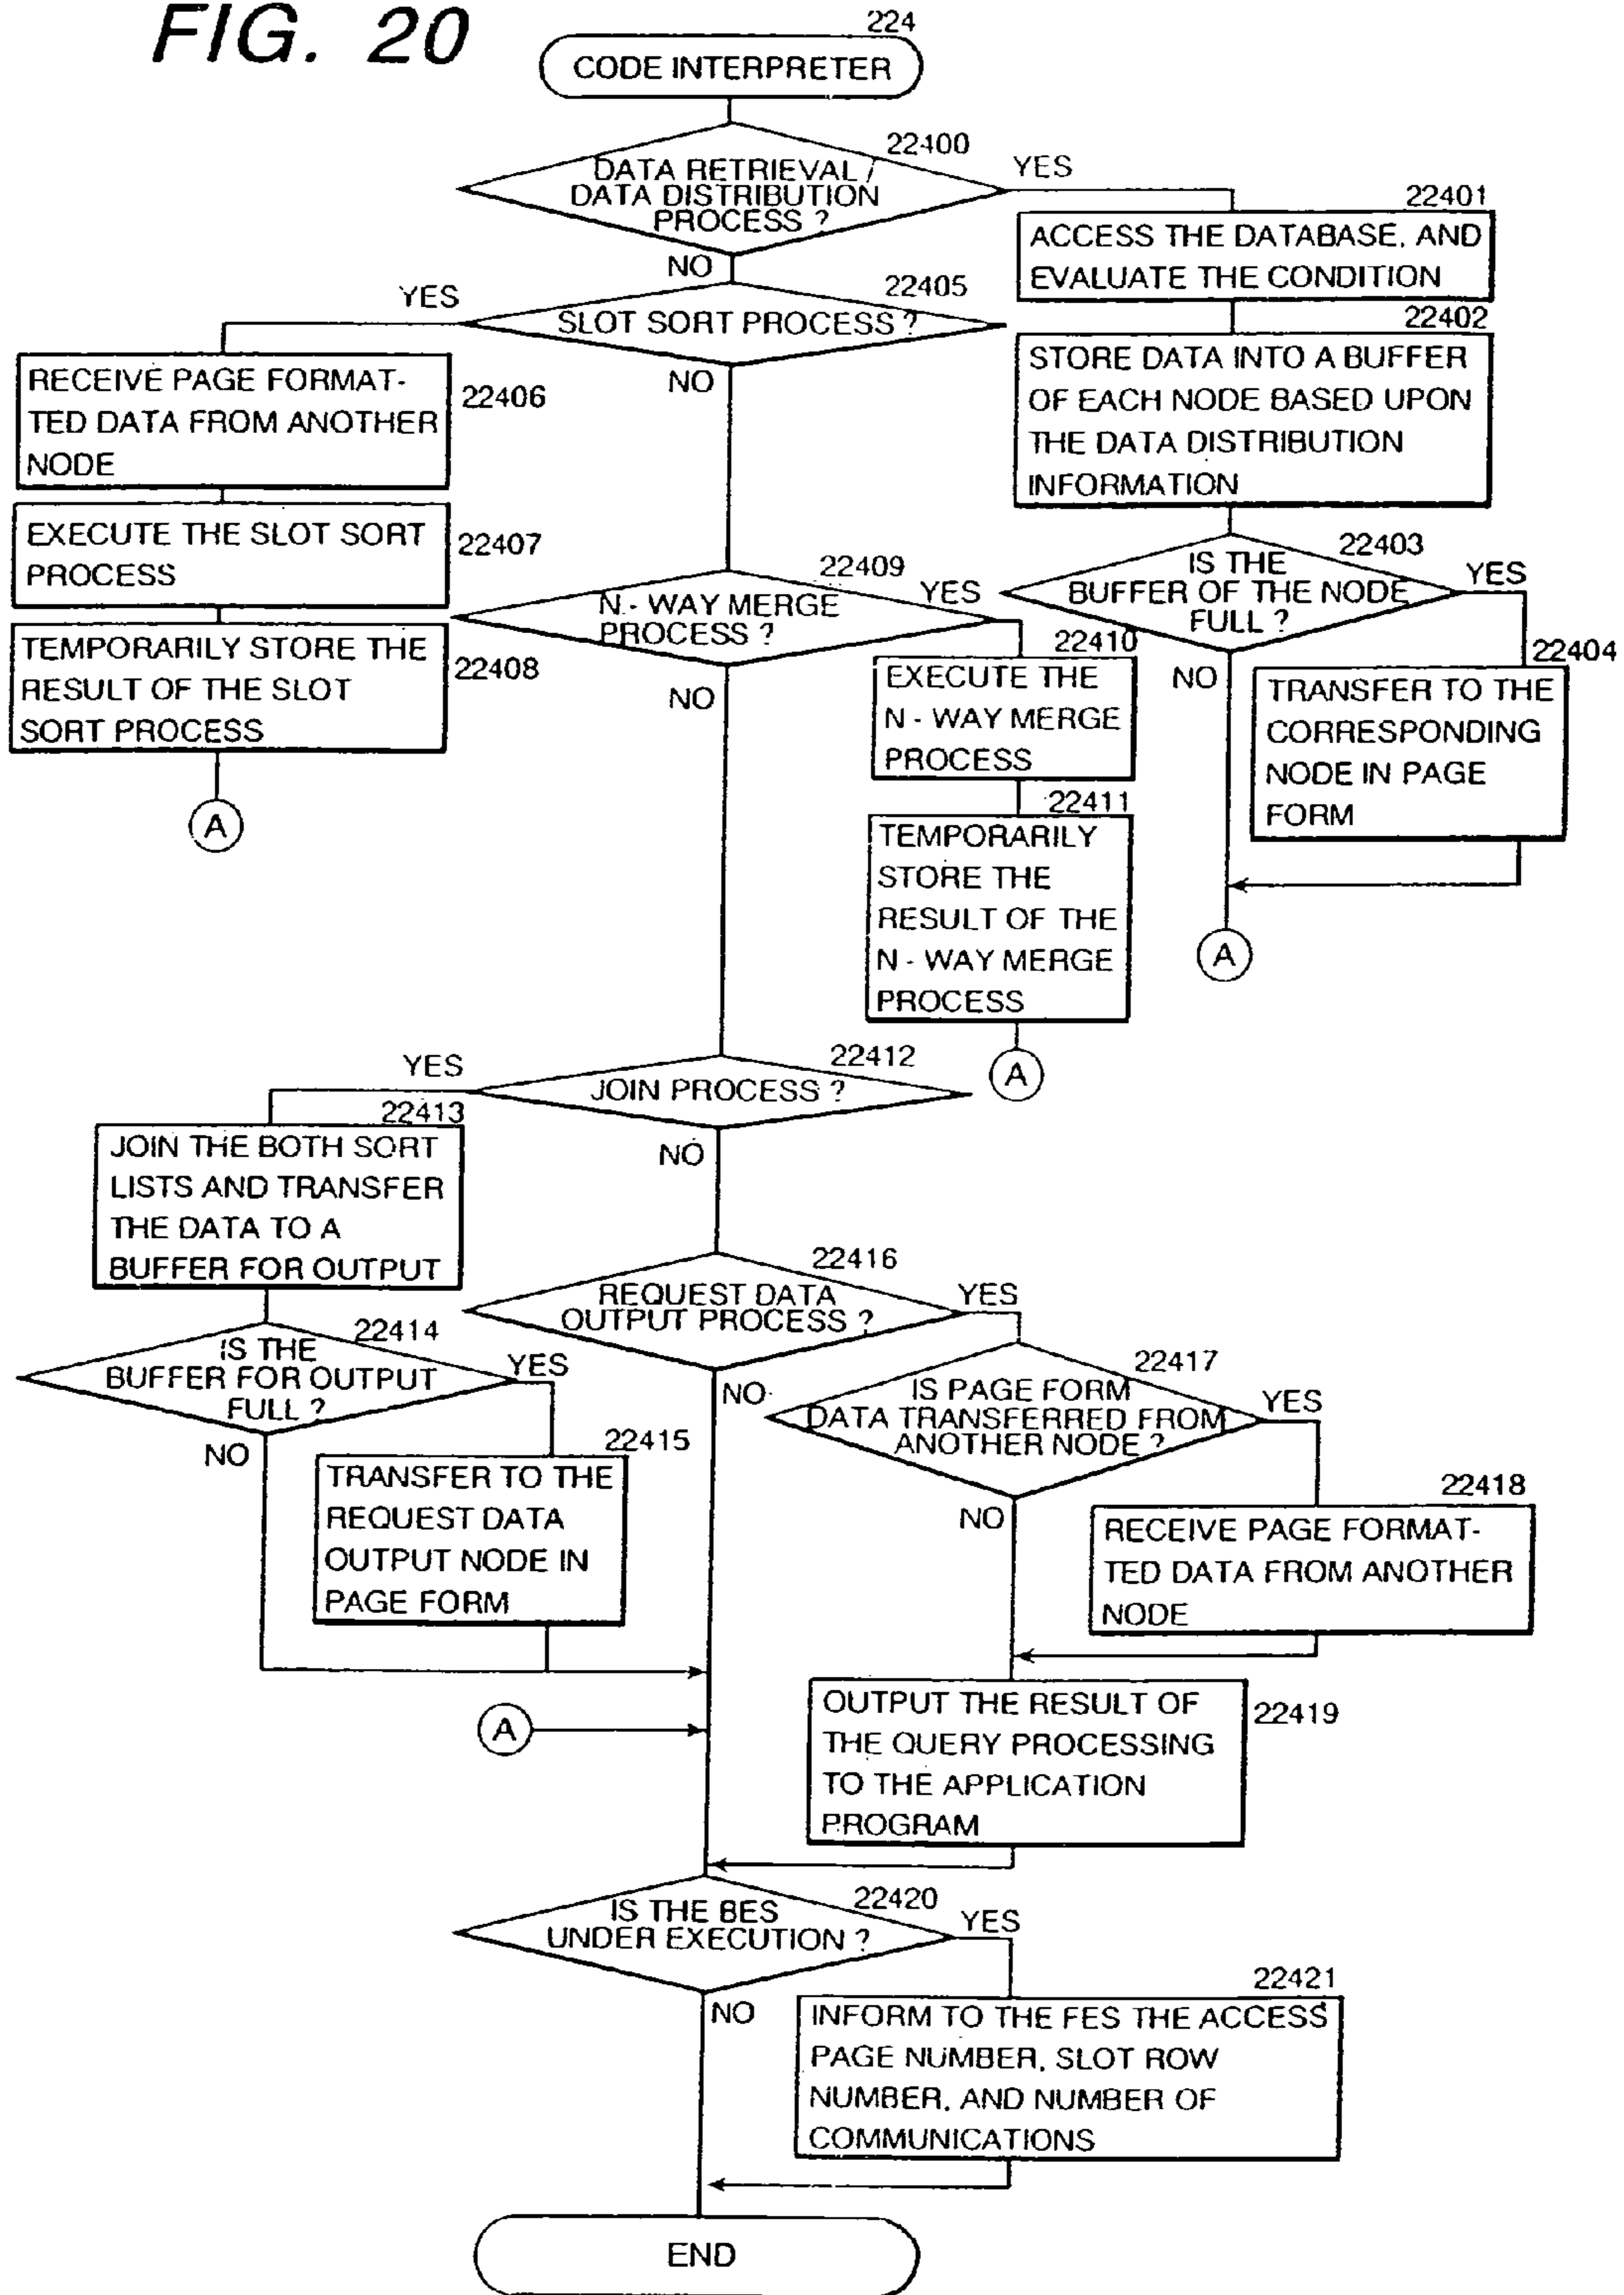 FIG. 20
224
CODE INTERPRETER
22400
DATA RETRIEVAL /
DATA DISTRIBUTION
PROCESS ?
YES
NO
22401
ACCESS THE DATABASE, AND
EVALUATE THE CONDITION
22402
STORE DATA INTO A BUFFER
OF EACH NODE BASED UPON
THE DATA DISTRIBUTION
INFORMATION
22403
IS THE
BUFFER OF THE NODE
FULL ?
YES
NO
22404
TRANSFER TO THE
CORRESPONDING
NODE IN PAGE
FORM
A
22405
SLOT SORT PROCESS ?
YES
NO
RECEIVE PAGE FORMAT-
TED DATA FROM ANOTHER
NODE
22406
EXECUTE THE SLOT SORT
PROCESS
22407
TEMPORARILY STORE THE
RESULT OF THE SLOT
SORT PROCESS
22408
A
22409
N - WAY MERGE
PROCESS ?
YES
NO
22410
EXECUTE THE
N - WAY MERGE
PROCESS
22411
TEMPORARILY
STORE THE
RESULT OF THE
N - WAY MERGE
PROCESS
A
22412
JOIN PROCESS ?
YES
NO
22413
JOIN THE BOTH SORT
LISTS AND TRANSFER
THE DATA TO A
BUFFER FOR OUTPUT
22414
IS THE
BUFFER FOR OUTPUT
FULL ?
YES
NO
22415
TRANSFER TO THE
REQUEST DATA
OUTPUT NODE IN
PAGE FORM
22416
REQUEST DATA
OUTPUT PROCESS ?
YES
NO
22417
IS PAGE FORM
DATA TRANSFERRED FROM
ANOTHER NODE ?
YES
NO
22418
RECEIVE PAGE FORMAT-
TED DATA FROM ANOTHER
NODE
OUTPUT THE RESULT OF
THE QUERY PROCESSING
TO THE APPLICATION
PROGRAM
22419
A
22420
IS THE BES
UNDER EXECUTION ?
YES
NO
22421
INFORM TO THE FES THE ACCESS
PAGE NUMBER, SLOT ROW
NUMBER, AND NUMBER OF
COMMUNICATIONS
END